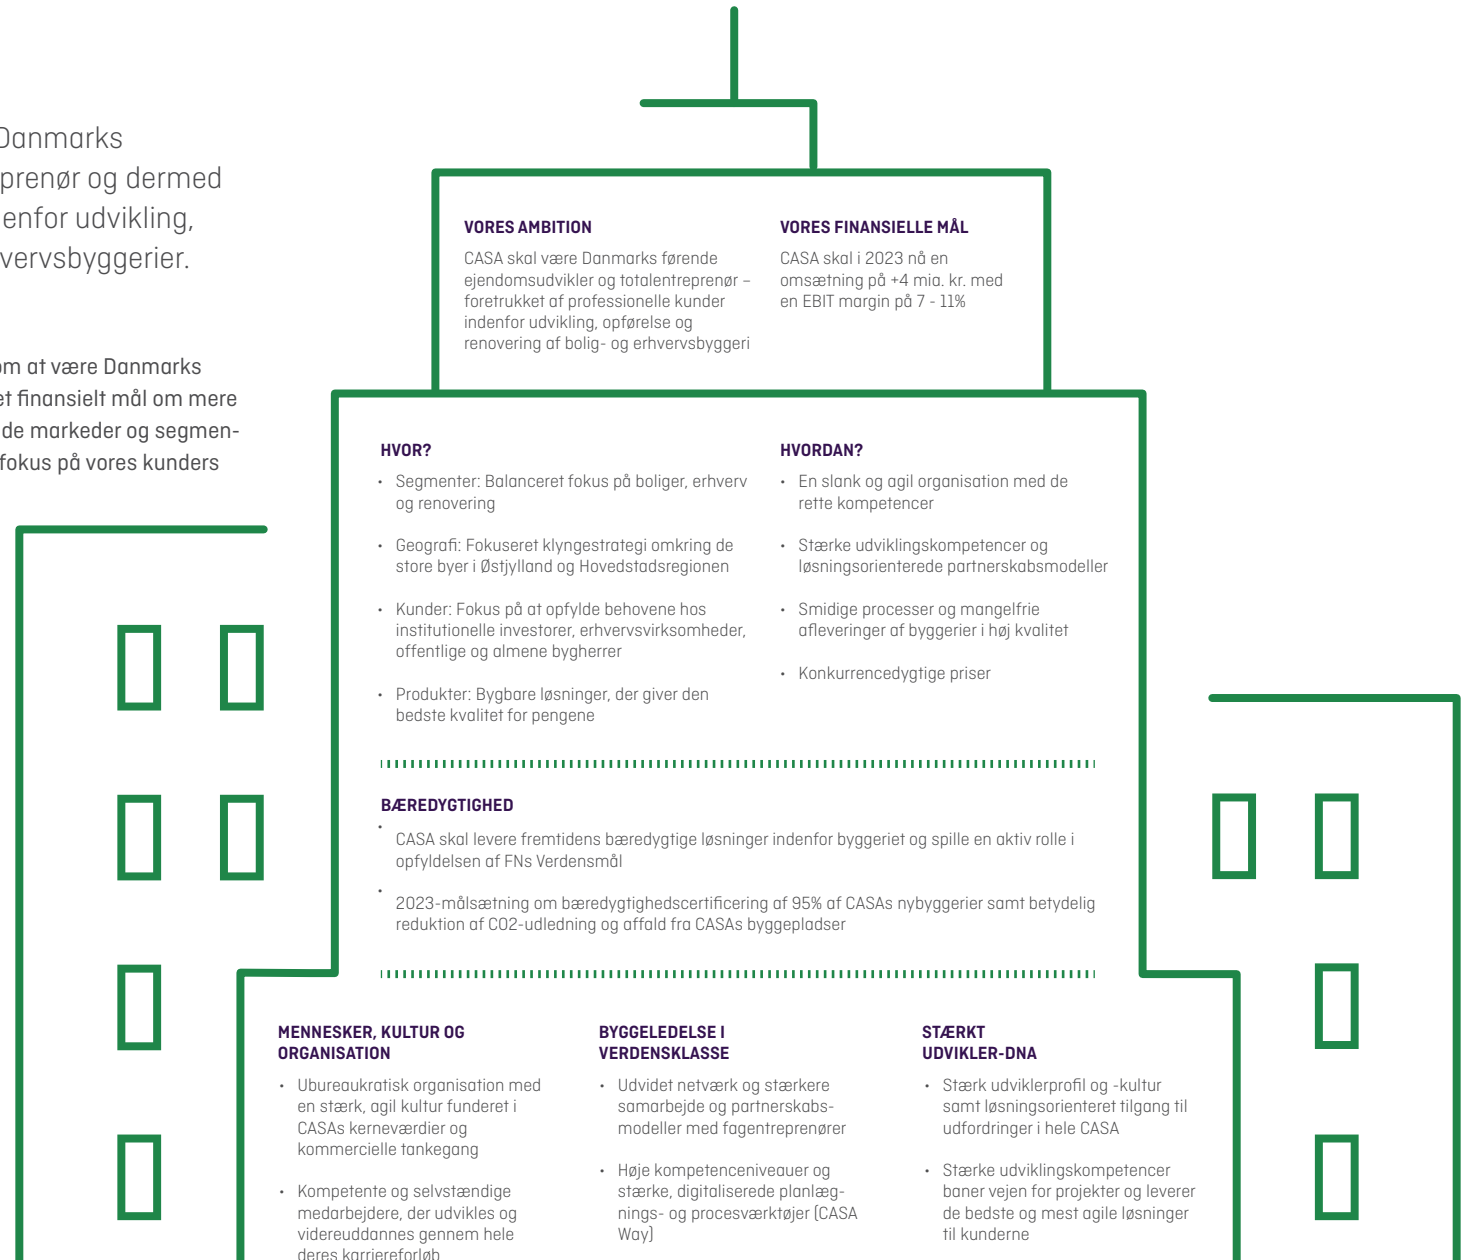 Danmarks
prenør og dermed
enfor udvikling,
vervsbyggerier.
om at være Danmarks
et finansielt mål om mere
de markeder og segmen-
fokus på vores kunders
VORES AMBITION
CASA skal være Danmarks førende
ejendomsudvikler og totalentreprenør –
foretrukket af professionelle kunder
indenfor udvikling, opførelse og
renovering af bolig- og erhvervsbyggeri
VORES FINANSIELLE MÅL
CASA skal i 2023 nå en
omsætning på +4 mia. kr. med
en EBIT margin på 7 - 11%
HVOR?
• Segmenter: Balanceret fokus på boliger, erhverv
og renovering
• Geografi: Fokuseret klyngestrategi omkring de
store byer i Østjylland og Hovedstadsregionen
• Kunder: Fokus på at opfylde behovene hos
institutionelle investorer, erhvervsvirksomheder,
offentlige og almene bygherrer
• Produkter: Bygbare løsninger, der giver den
bedste kvalitet for pengene
HVORDAN?
• En slank og agil organisation med de
rette kompetencer
• Stærke udviklingskompetencer og
løsningsorienterede partnerskabsmodeller
• Smidige processer og mangelfrie
afleveringer af byggerier i høj kvalitet
• Konkurrencedygtige priser
BÆREDYGTIGHED
• CASA skal levere fremtidens bæredygtige løsninger indenfor byggeriet og spille en aktiv rolle i
opfyldelsen af FNs Verdensmål
• 2023-målsætning om bæredygtighedscertificering af 95% af CASAs nybyggerier samt betydelig
reduktion af CO2-udledning og affald fra CASAs byggepladser
MENNESKER, KULTUR OG
ORGANISATION
• Ubureaukratisk organisation med
en stærk, agil kultur funderet i
CASAs kerneværdier og
kommercielle tankegang
• Kompetente og selvstændige
medarbejdere, der udvikles og
videreuddannes gennem hele
deres karriereforløb
BYGGELEDELSE I
VERDENSKLASSE
• Udvidet netværk og stærkere
samarbejde og partnerskabs-
modeller med fagentreprenører
• Høje kompetenceniveauer og
stærke, digitaliserede planlæg-
nings- og procesværktøjer (CASA
Way)
STÆRKT
UDVIKLER-DNA
• Stærk udviklerprofil og -kultur
samt løsningsorienteret tilgang til
udfordringer i hele CASA
• Stærke udviklingskompetencer
baner vejen for projekter og leverer
de bedste og mest agile løsninger
til kunderne